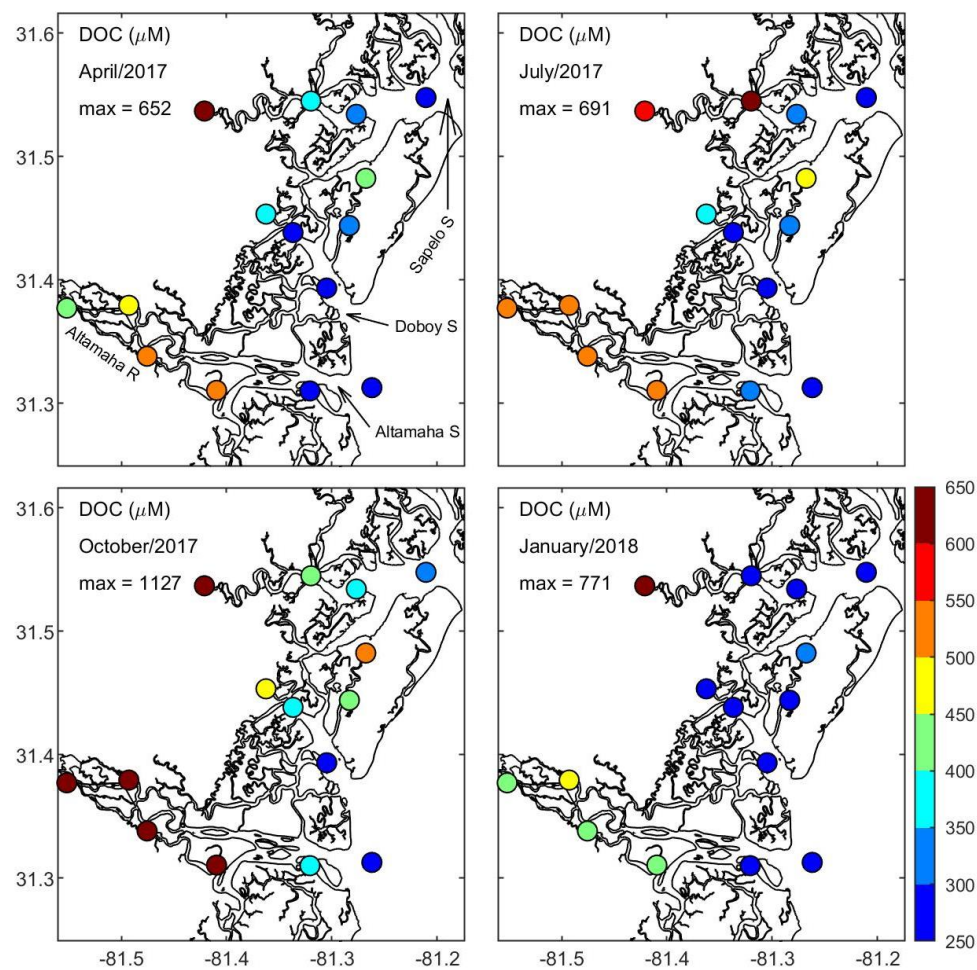 DOC (μM)
April/2017
max = 652
31.6
31.5
31.4
31.3
Sapelo S
Doboy S
Altamaha R
Altamaha S
DOC (μM)
July/2017
max = 691
DOC (μM)
October/2017
max = 1127
31.6
31.5
31.4
31.3
-81.5
-81.4
-81.3
-81.2
DOC (μM)
January/2018
max = 771
-81.5
-81.4
-81.3
-81.2
650
600
550
500
450
400
350
300
250